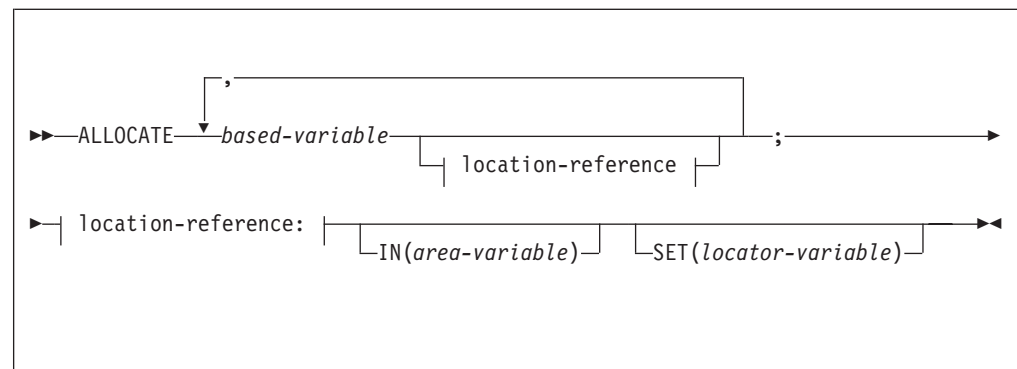 ,
ALLOCATE based-variable ;
location-reference
location-reference:
IN(area-variable) SET(locator-variable)